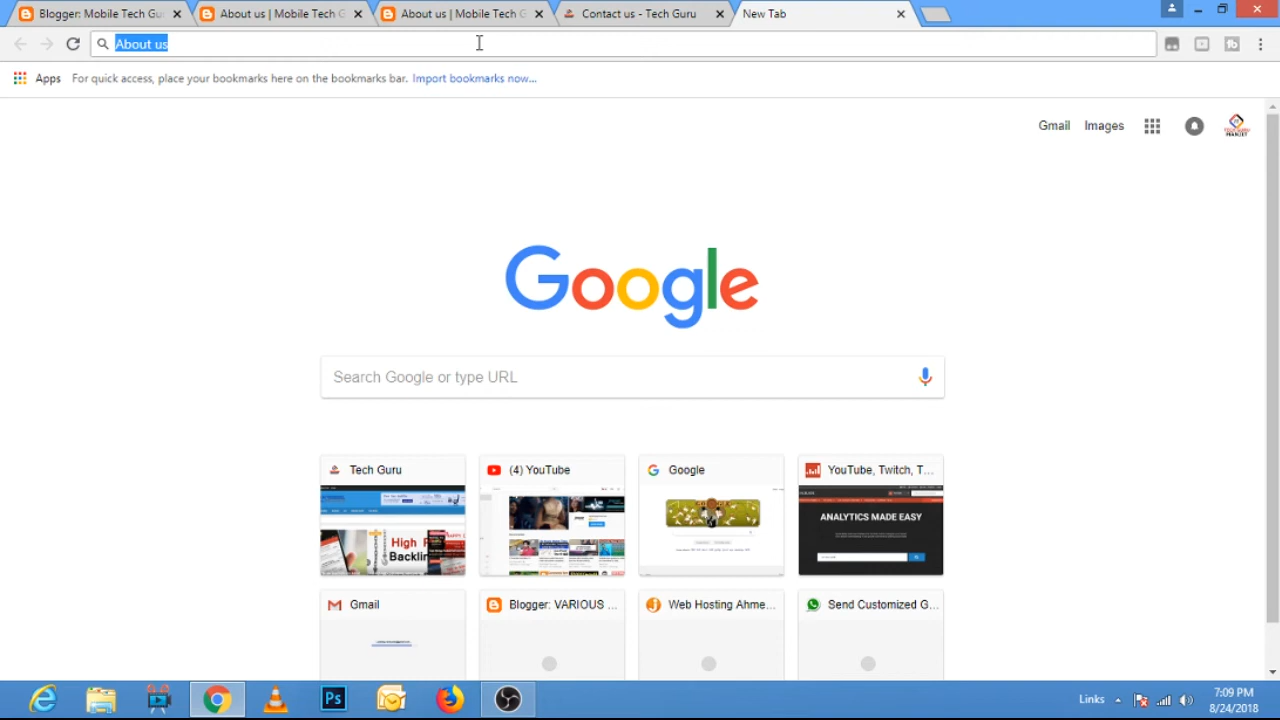 Blogger: Mobile Tech Gu
About us | Mobile Tech G
About us | Mobile Tech G
Contact us - Tech Guru
New Tab
About us
Apps
For quick access, place your bookmarks here on the bookmarks bar. Import bookmarks now...
Gmail
Images
Google
Search Google or type URL
Tech Guru
(4) YouTube
Google
YouTube, Twitch, T...
High
Backlin
ANALYTICS MADE EASY
Gmail
Blogger: VARIOUS ...
Web Hosting Ahme...
Send Customized G...
Ps
Links
7:09 PM
8/24/2018